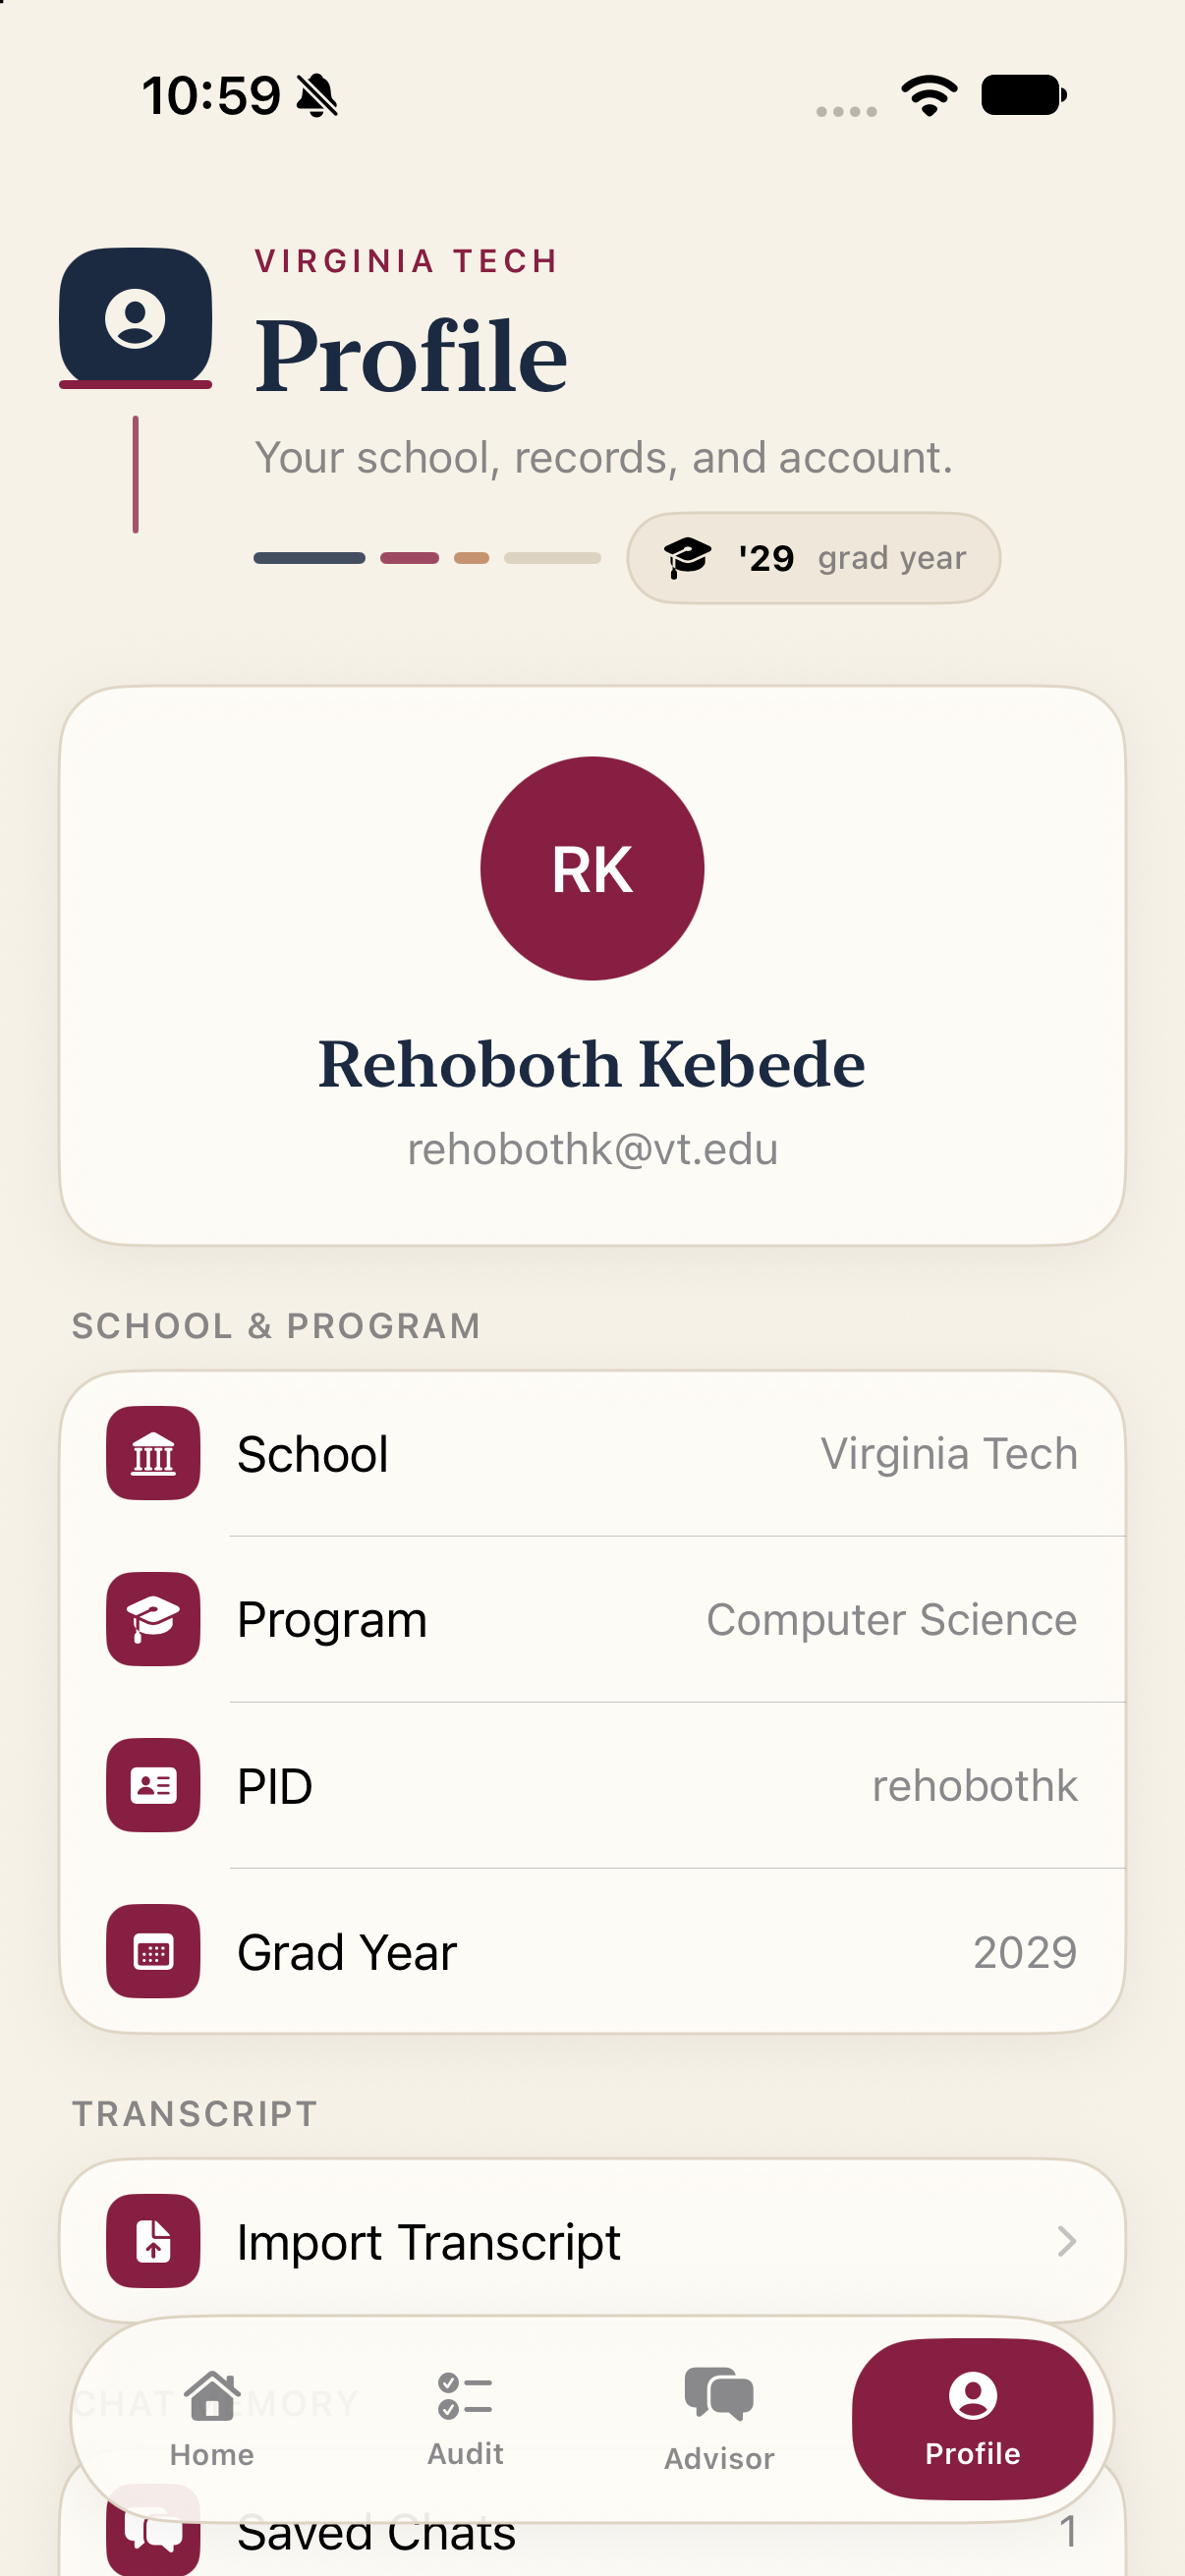 10:59
VIRGINIA TECH
Profile
Your school, records, and account.
'29 grad year
RK
Rehoboth Kebede
rehobothk@vt.edu
SCHOOL & PROGRAM
School Virginia Tech
Program Computer Science
PID rehobothk
Grad Year 2029
TRANSCRIPT
Import Transcript
CHAT MEMORY
Home Audit Advisor Profile
Saved Chats 1